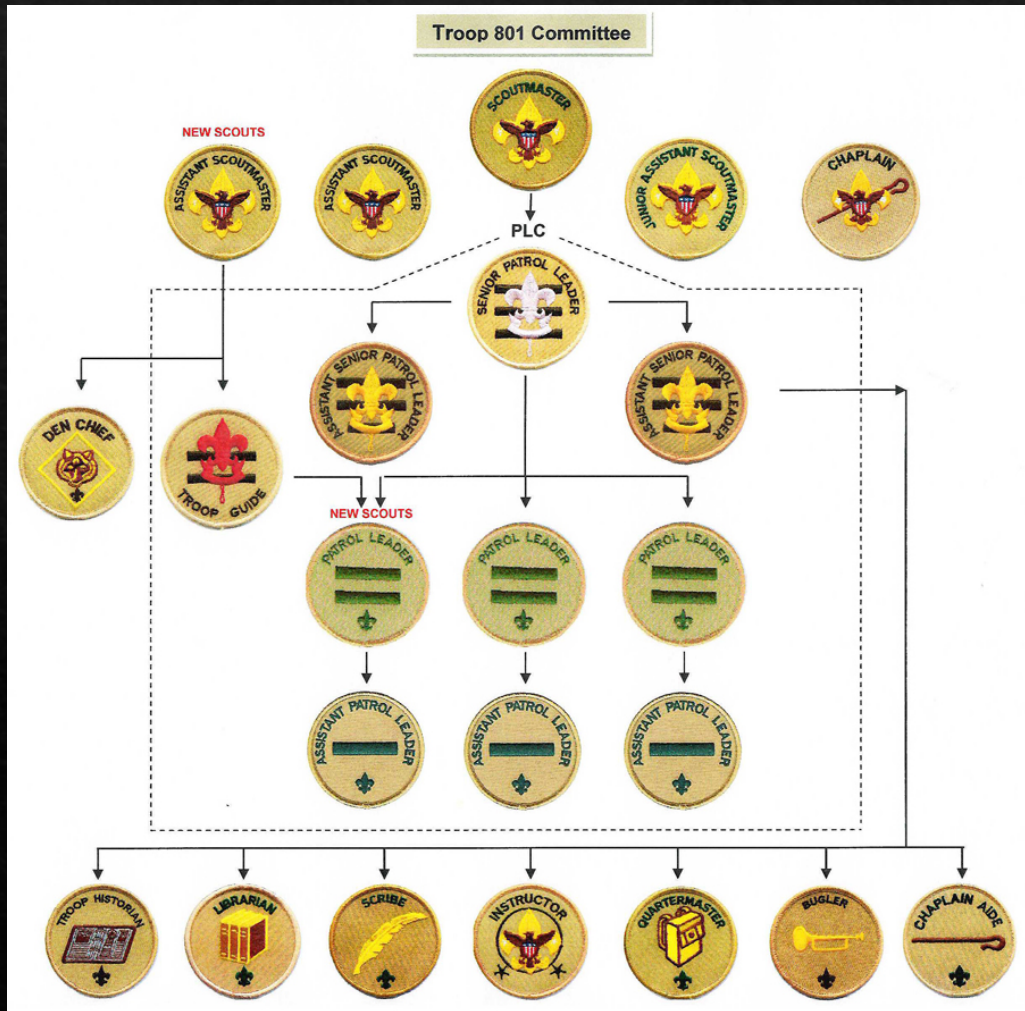 Troop 801 Committee
SCOUTMASTER
NEW SCOUTS
ASSISTANT SCOUTMASTER
ASSISTANT SCOUTMASTER
JUNIOR ASSISTANT SCOUTMASTER
CHAPLAIN
PLC
SENIOR PATROL LEADER
ASSISTANT SENIOR PATROL LEADER
ASSISTANT SENIOR PATROL LEADER
DEN CHIEF
TROOP GUIDE
NEW SCOUTS
PATROL LEADER
PATROL LEADER
PATROL LEADER
ASSISTANT PATROL LEADER
ASSISTANT PATROL LEADER
ASSISTANT PATROL LEADER
TROOP HISTORIAN
LIBRARIAN
SCRIBE
INSTRUCTOR
QUARTERMASTER
BUGLER
CHAPLAIN AIDE